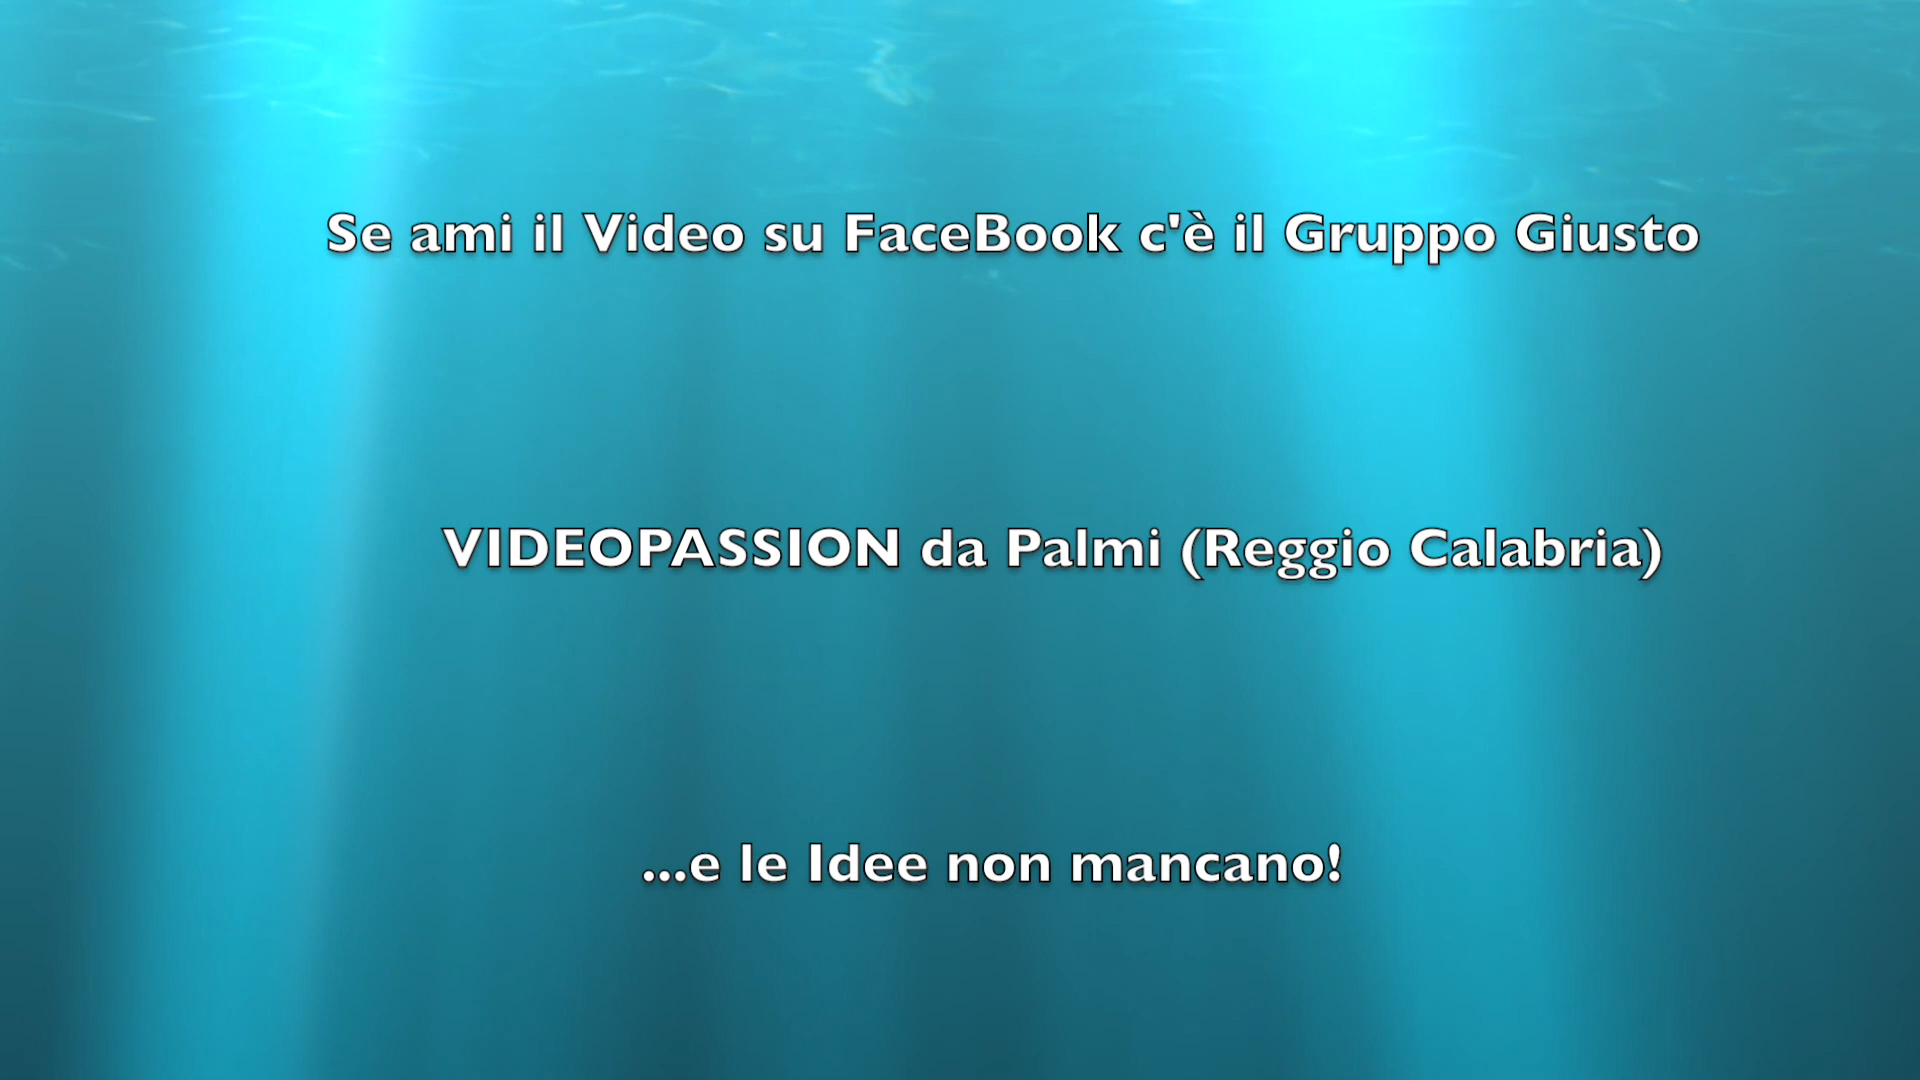 Se ami il Video su FaceBook c'è il Gruppo Giusto
VIDEOPASSION da Palmi (Reggio Calabria)
...e le Idee non mancano!